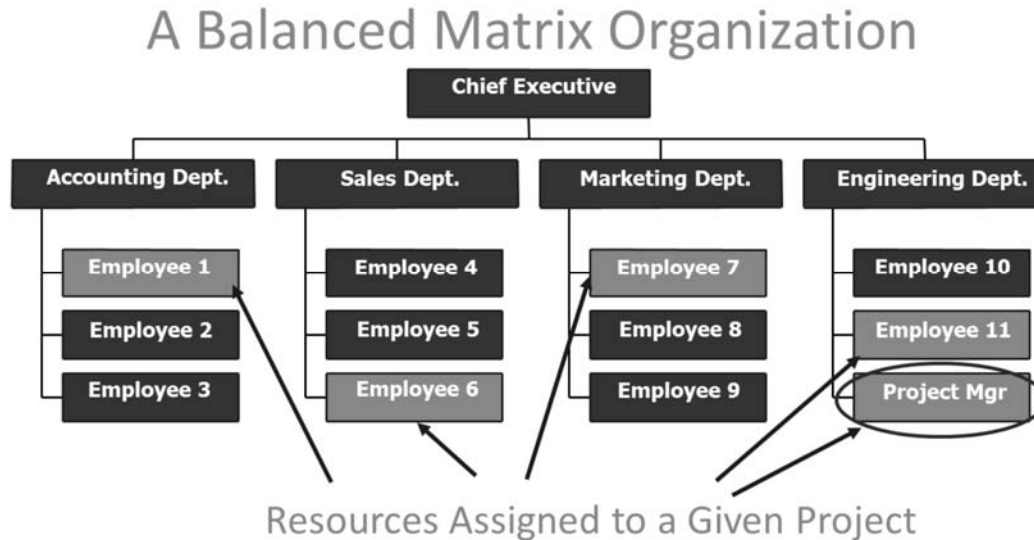 A Balanced Matrix Organization
Chief Executive
Accounting Dept.
Sales Dept.
Marketing Dept.
Engineering Dept.
Employee 1
Employee 4
Employee 7
Employee 10
Employee 2
Employee 5
Employee 8
Employee 11
Employee 3
Employee 6
Employee 9
Project Mgr
Resources Assigned to a Given Project